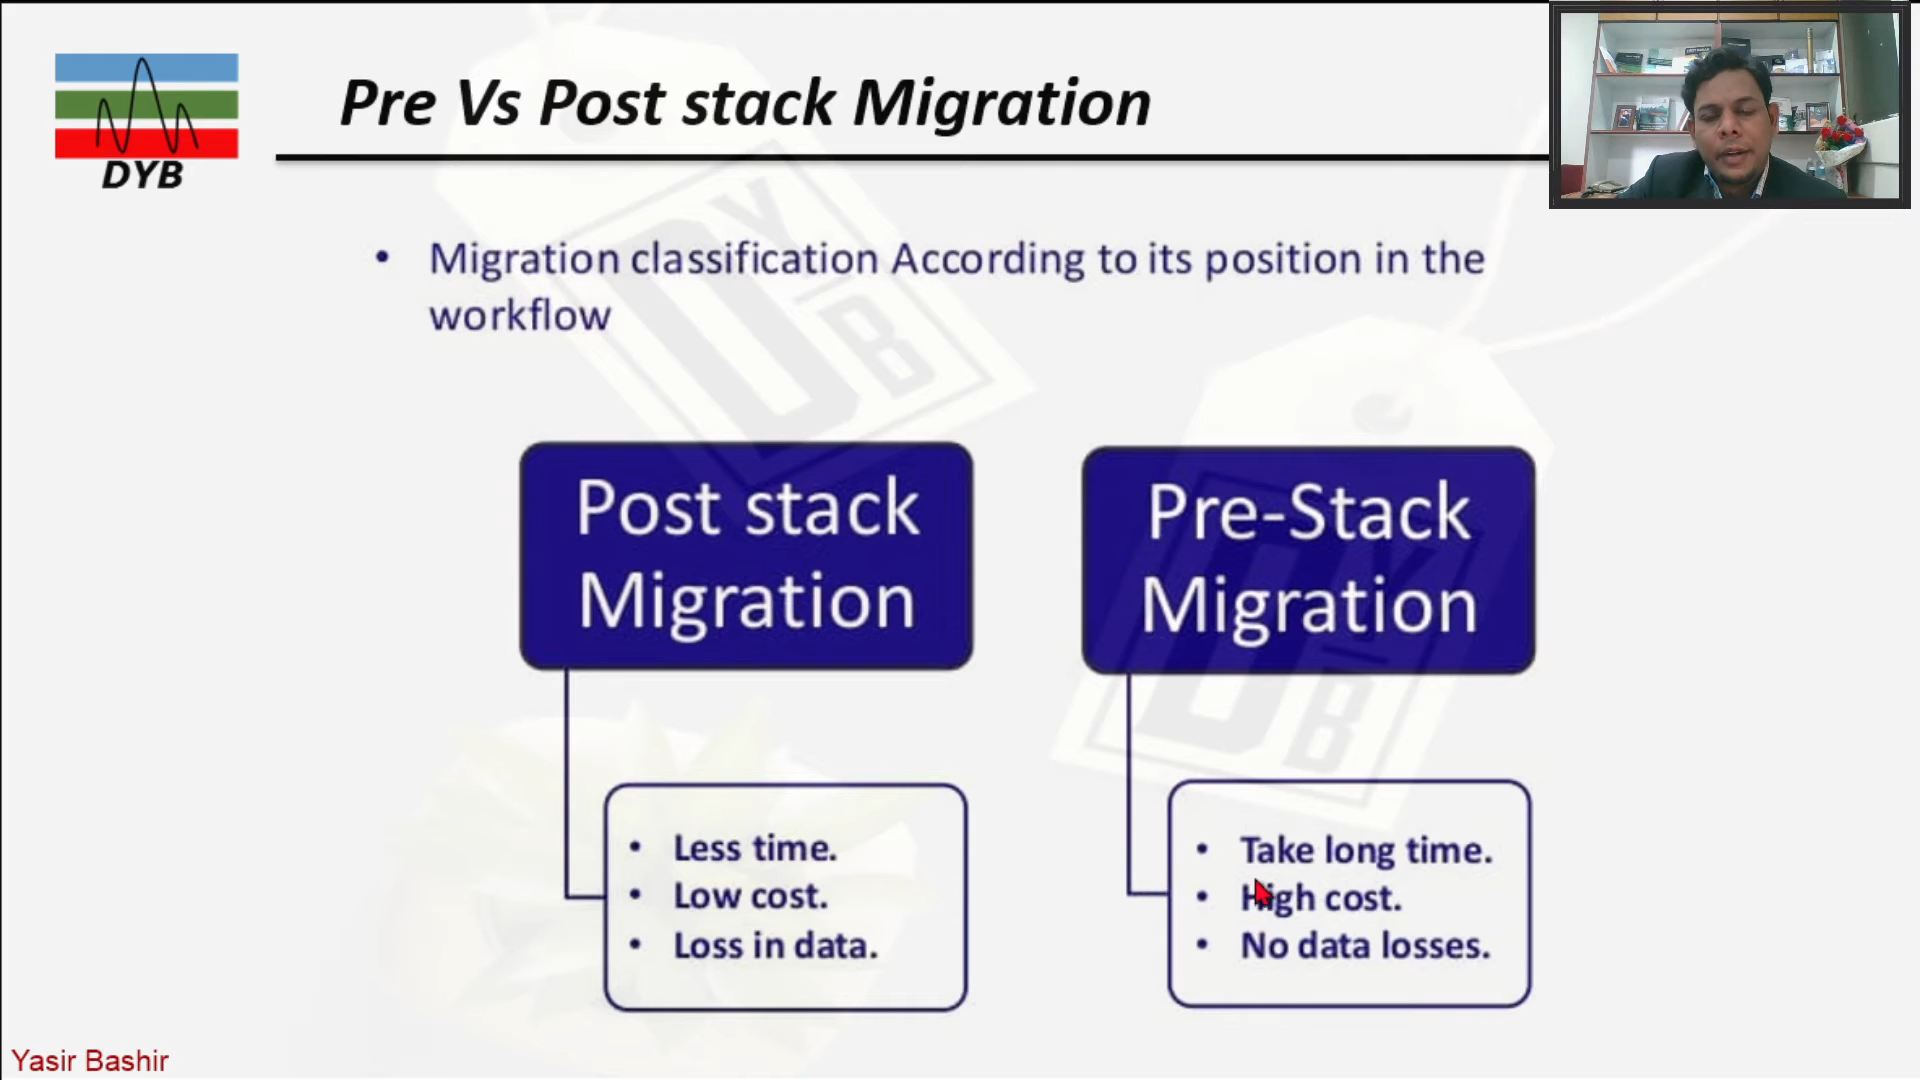 Pre Vs Post stack Migration
DYB
• Migration classification According to its position in the
workflow
Post stack
Migration
Pre-Stack
Migration
• Less time.
• Low cost.
• Loss in data.
• Take long time.
• High cost.
• No data losses.
Yasir Bashir